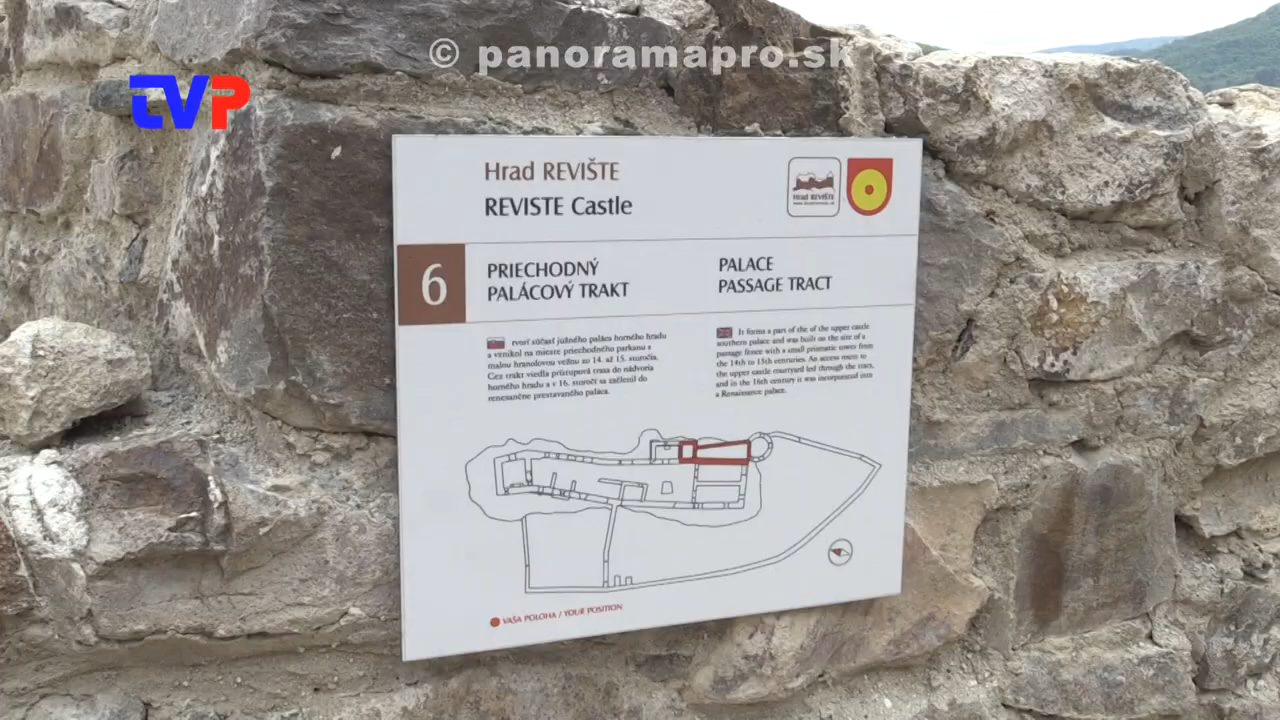 © panoramapro.sk
TVP
Hrad REVIŠTE
REVISTE Castle
Hrad REVIŠTE
6
PRIECHODNÝ
PALÁCOVÝ TRAKT
PALACE
PASSAGE TRACT
tvorí súčasť južného paláca horného hradu
a vznikol na mieste priechodného parkanu s
malou hranolovou vežou zo 14. až 15. storočia.
Cez trakt viedla prístupová trasa do nádvoria
horného hradu a v 16. storočí sa začlenil do
renesančne prestavaného paláca.
It forms a part of the of the upper castle
southern palace and was built on the site of a
passage fence with a small prismatic tower from
the 14th to 15th centuries. An access route to
the upper castle courtyard led through the tract,
and in the 16th century it was incorporated into
a Renaissance palace.
VAŠA POLOHA / YOUR POSITION